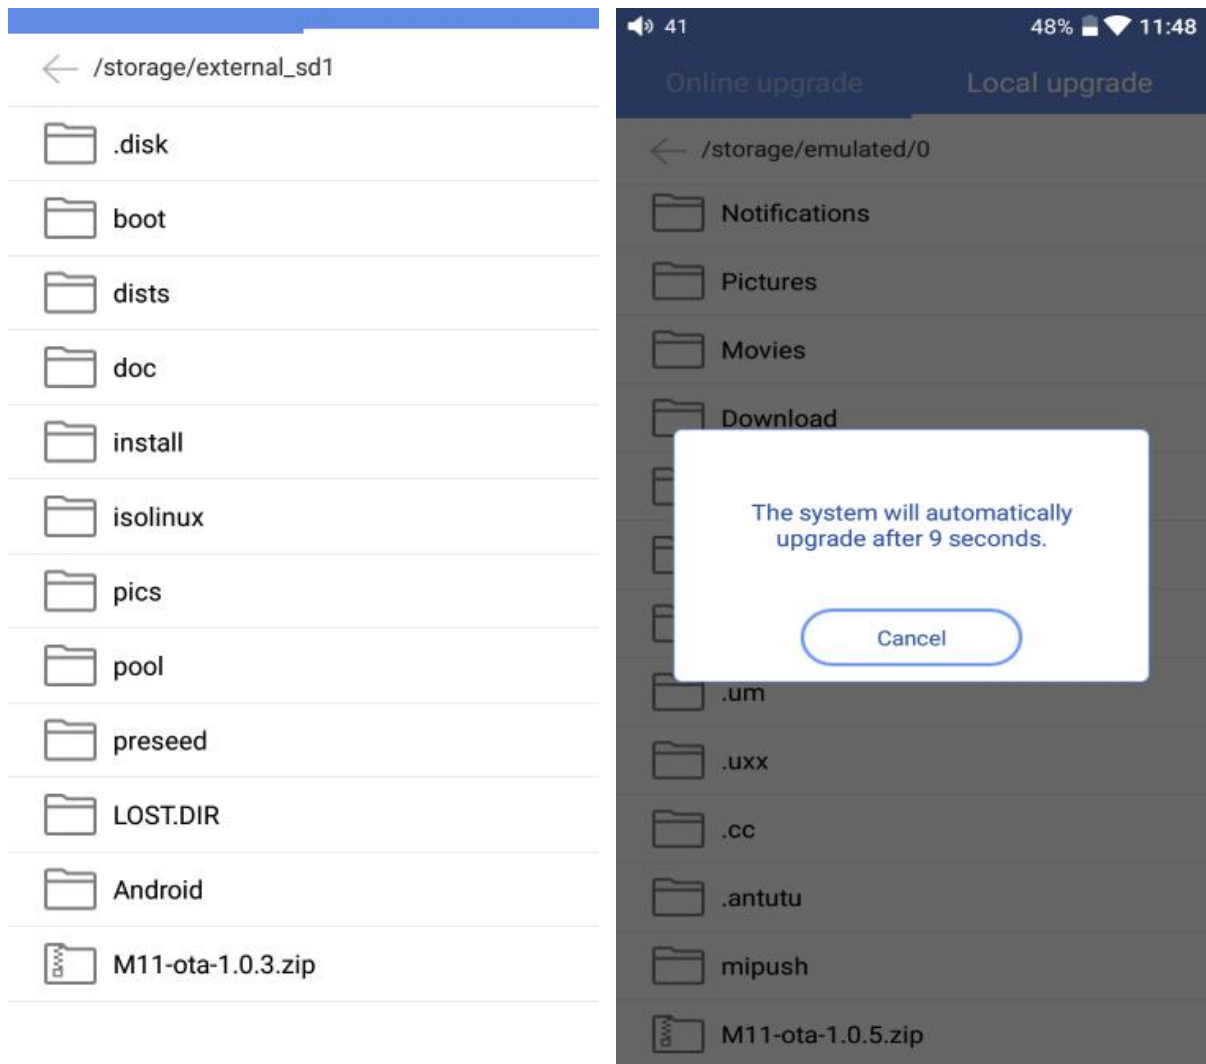 /storage/external_sd1
.disk
boot
dists
doc
install
isolinux
pics
pool
preseed
LOST.DIR
Android
M11-ota-1.0.3.zip
41
48%
11:48
Online upgrade
Local upgrade
/storage/emulated/0
Notifications
Pictures
Movies
Download
The system will automatically
upgrade after 9 seconds.
Cancel
.um
.uxx
.cc
.antutu
mipush
M11-ota-1.0.5.zip